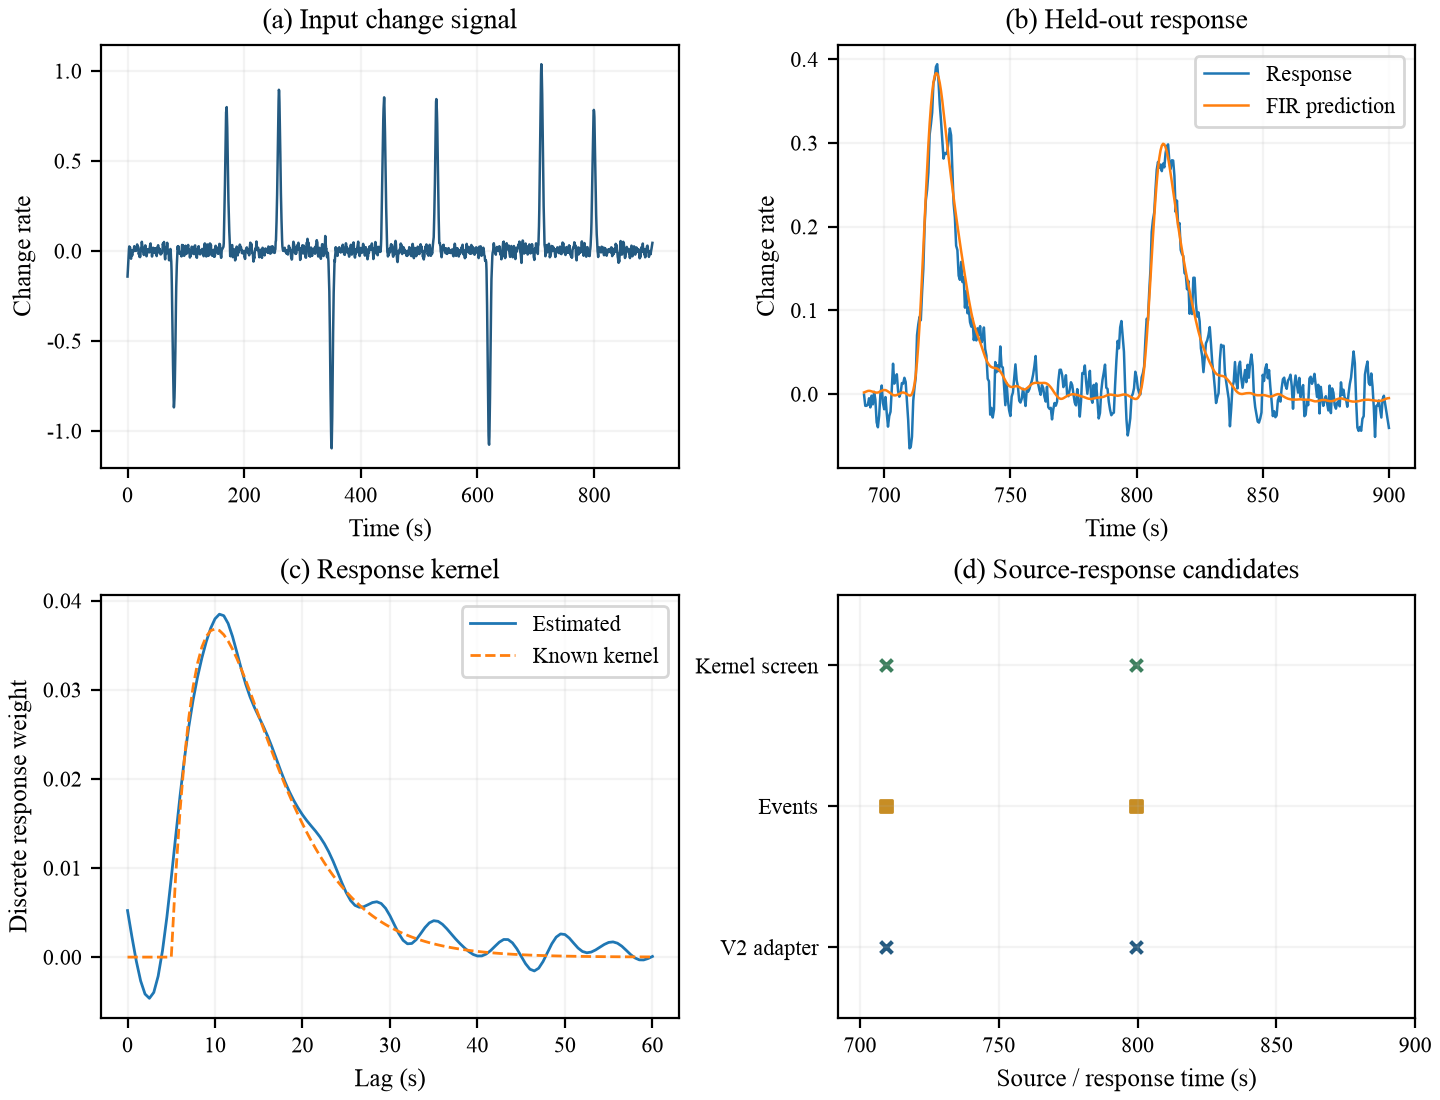 (a) Input change signal
1.0
0.5
0.0
-0.5
-1.0
Change rate
0
200
400
600
800
Time (s)
(b) Held-out response
0.4
0.3
0.2
0.1
0.0
Change rate
Response
FIR prediction
700
750
800
850
900
Time (s)
(c) Response kernel
0.04
0.03
0.02
0.01
0.00
Discrete response weight
Estimated
Known kernel
0
10
20
30
40
50
60
Lag (s)
(d) Source-response candidates
Kernel screen
Events
V2 adapter
700
750
800
850
900
Source / response time (s)